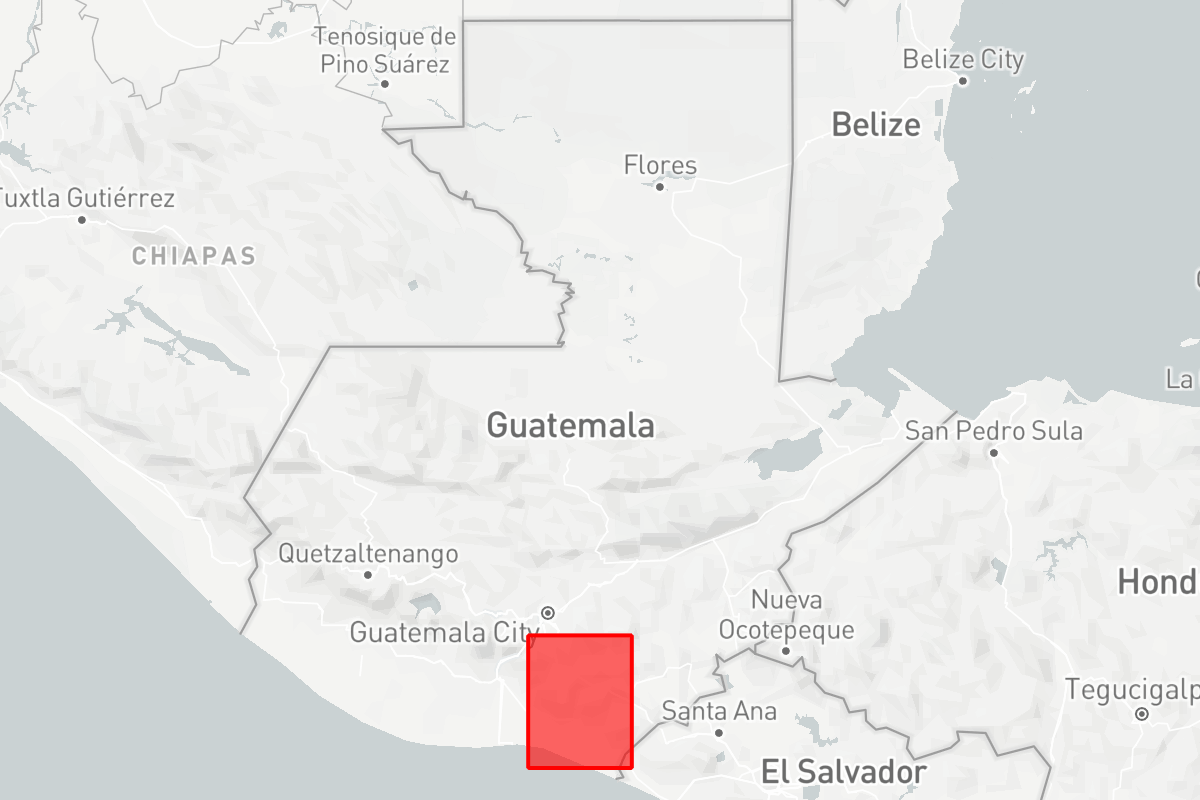 Tenosique de
Pino Suárez
Belize City
Belize
Flores
Tuxtla Gutiérrez
CHIAPAS
La
Guatemala
San Pedro Sula
Quetzaltenango
Hond
Nueva
Ocotepeque
Guatemala City
Tegucigalp
Santa Ana
El Salvador